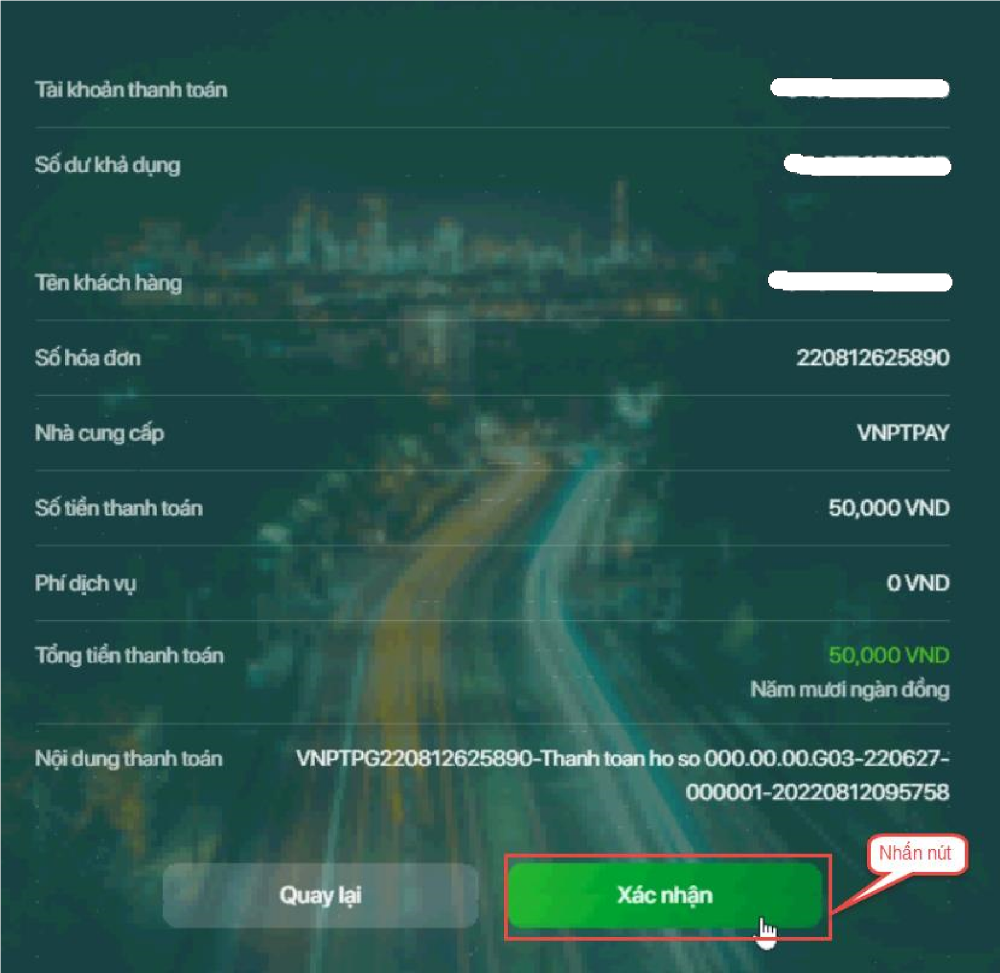 Tài khoản thanh toán
Số dư khả dụng
Tên khách hàng
Số hóa đơn 220812625890
Nhà cung cấp VNPTPAY
Số tiền thanh toán 50,000 VND
Phí dịch vụ 0 VND
Tổng tiền thanh toán 50,000 VND
Năm mươi ngàn đồng
Nội dung thanh toán VNPTPG220812625890-Thanh toan ho so 000.00.00.G03-220627-
000001-20220812095758
Nhấn nút
Quay lại Xác nhận